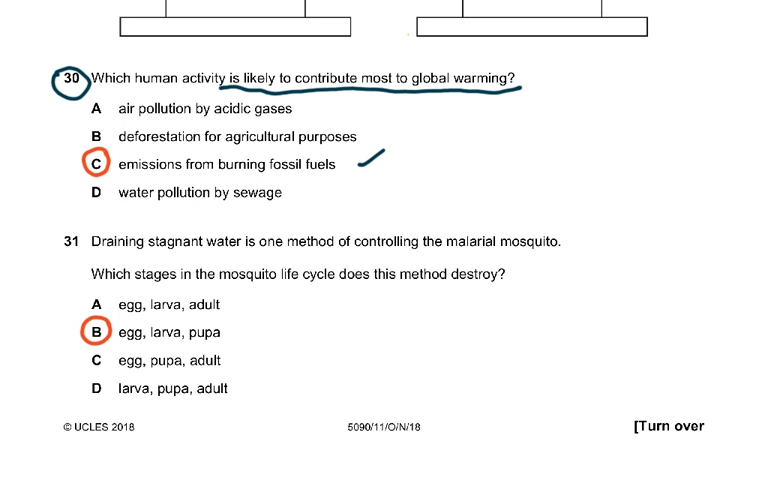 30 Which human activity is likely to contribute most to global warming?
A air pollution by acidic gases
B deforestation for agricultural purposes
C emissions from burning fossil fuels
D water pollution by sewage
31 Draining stagnant water is one method of controlling the malarial mosquito.
Which stages in the mosquito life cycle does this method destroy?
A egg, larva, adult
B egg, larva, pupa
C egg, pupa, adult
D larva, pupa, adult
© UCLES 2018 5090/11/O/N/18 [Turn over